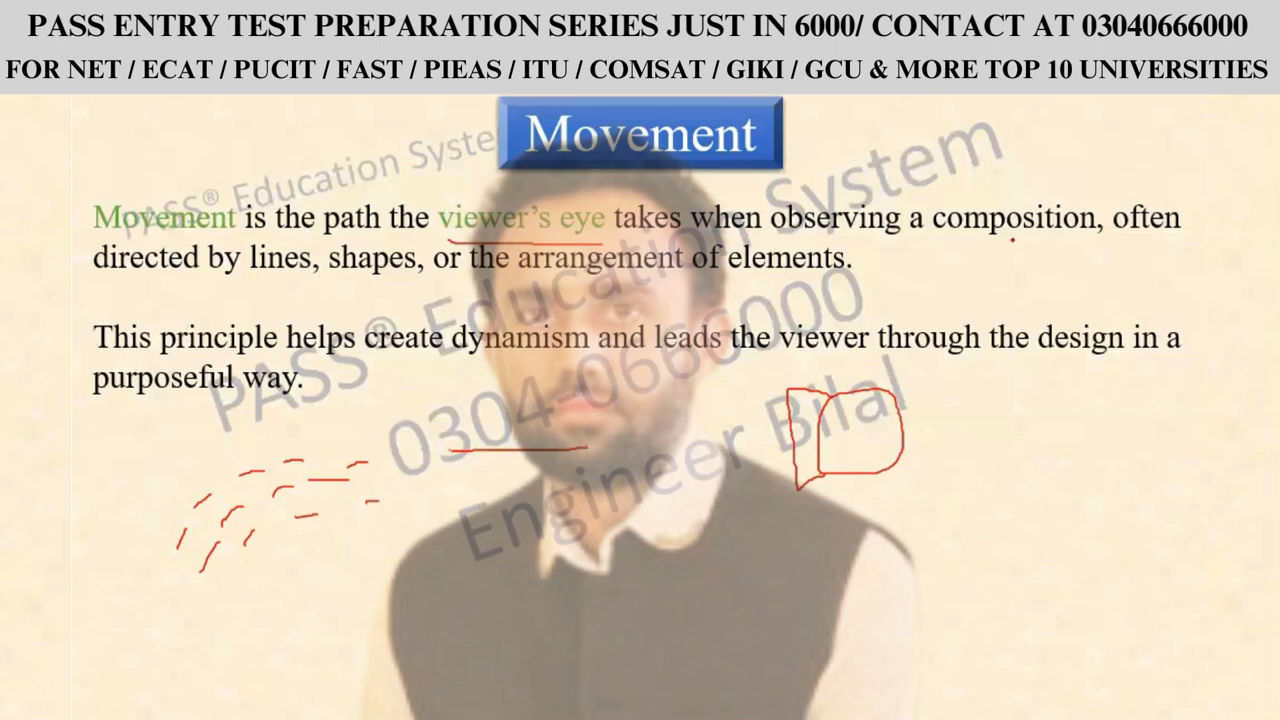 PASS ENTRY TEST PREPARATION SERIES JUST IN 6000/ CONTACT AT 03040666000
FOR NET / ECAT / PUCIT / FAST / PIEAS / ITU / COMSAT / GIKI / GCU & MORE TOP 10 UNIVERSITIES
Movement
PASS® Education System
Movement is the path the viewer's eye takes when observing a composition, often
directed by lines, shapes, or the arrangement of elements.
This principle helps create dynamism and leads the viewer through the design in a
purposeful way.
PASS® Education System
0304-0666000
Engineer Bilal